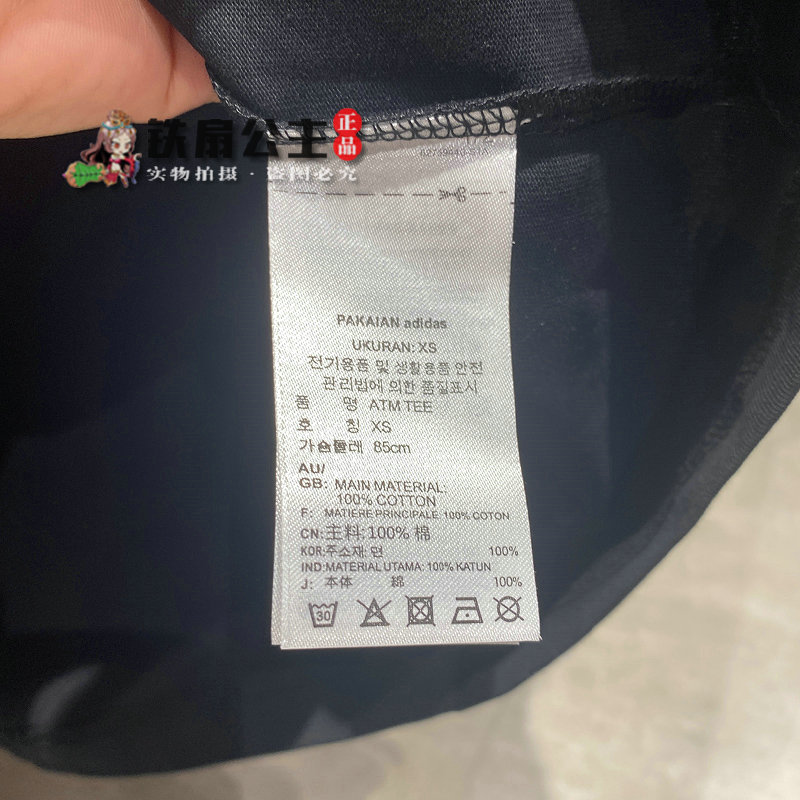 铁扇公主 正品
实物拍摄·盗图必究
PAKAIAN adidas
UKURAN: XS
전기용품 및 생활용품 안전
관리법에 의한 품질표시
품 명 ATM TEE
호 칭 XS
가슴둘레 85cm
AU/
GB: MAIN MATERIAL:
100% COTTON
F: MATIERE PRINCIPALE: 100% COTON
CN:主料:100% 棉
KOR:주소재: 면 100%
IND:MATERIAL UTAMA: 100% KATUN
J: 本体 綿 100%
30